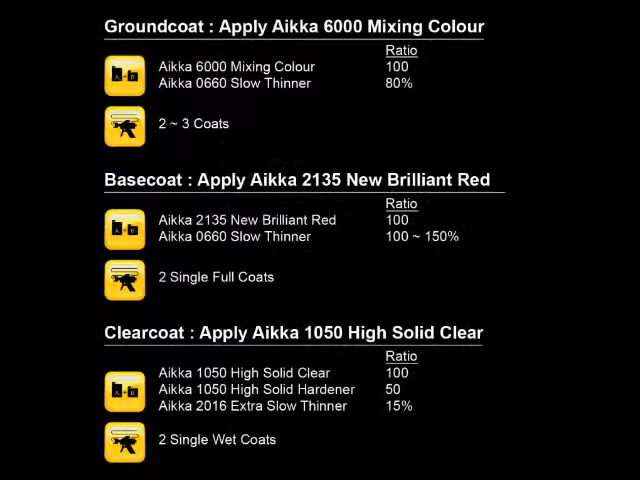 Groundcoat : Apply Aikka 6000 Mixing Colour
Ratio
Aikka 6000 Mixing Colour 100
Aikka 0660 Slow Thinner 80%
2 ~ 3 Coats
Basecoat : Apply Aikka 2135 New Brilliant Red
Ratio
Aikka 2135 New Brilliant Red 100
Aikka 0660 Slow Thinner 100 ~ 150%
2 Single Full Coats
Clearcoat : Apply Aikka 1050 High Solid Clear
Ratio
Aikka 1050 High Solid Clear 100
Aikka 1050 High Solid Hardener 50
Aikka 2016 Extra Slow Thinner 15%
2 Single Wet Coats